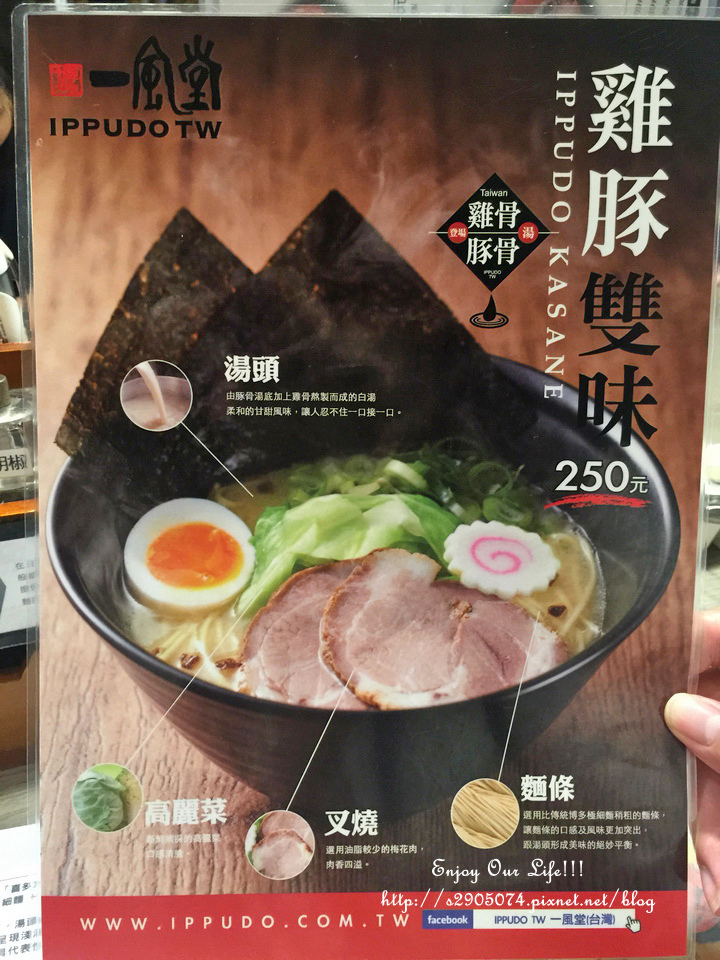 一風堂
IPPUDO TW
雞豚雙味
IPPUDO KASANE
Taiwan
雞骨
登場
湯
豚骨
IPPUDO
TW
250元
湯頭
由豚骨湯底加上雞骨熬製而成的白湯
柔和的甘甜風味，讓人忍不住一口接一口。
高麗菜
叉燒
選用油脂較少的梅花肉，
肉香四溢。
麵條
選用比傳統博多極細麵稍粗的麵條，
讓麵條的口感及風味更加突出，
跟湯頭形成美味的絕妙平衡。
Enjoy Our Life!!!
http://s2905074.pixnet.net/blog
WWW.IPPUDO.COM.TW
facebook
IPPUDO TW 一風堂(台灣)